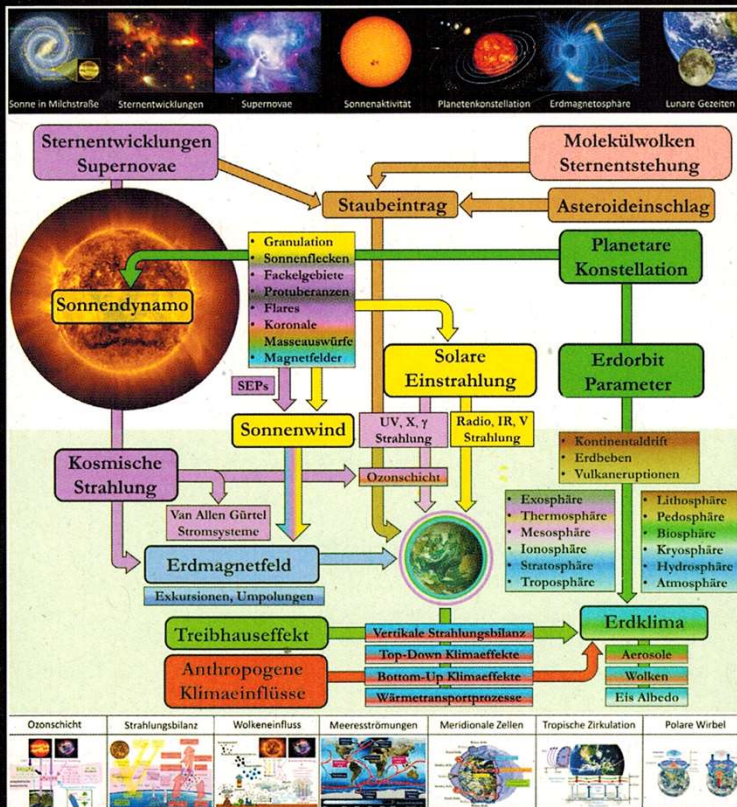 Sonne in Milchstraße
Sternentwicklungen
Supernovae
Sonnenaktivität
Planetenkonstellation
Erdmagnetosphäre
Lunare Gezeiten
Sternentwicklungen
Supernovae
Molekülwolken
Sternentstehung
Staubeintrag
Asteroideinschlag
• Granulation
• Sonnenflecken
• Fackelgebiete
• Protuberanzen
• Flares
• Koronale
Masseauswürfe
• Magnetfelder
Planetare
Konstellation
Sonnendynamo
Solare
Einstrahlung
Erdorbit
Parameter
SEPs
Sonnenwind
UV, X, γ
Strahlung
Radio, IR, V
Strahlung
• Kontinentaldrift
• Erdbeben
• Vulkaneruptionen
Kosmische
Strahlung
Ozonschicht
Van Allen Gürtel
Stromsysteme
• Exosphäre
• Thermosphäre
• Mesosphäre
• Ionosphäre
• Stratosphäre
• Troposphäre
• Lithosphäre
• Pedosphäre
• Biosphäre
• Kryosphäre
• Hydrosphäre
• Atmosphäre
Erdmagnetfeld
Exkursionen, Umpolungen
Treibhauseffekt
Vertikale Strahlungsbilanz
Erdklima
Top-Down Klimaeffekte
Aerosole
Anthropogene
Klimaeinflüsse
Bottom-Up Klimaeffekte
Wolken
Wärmetransportprozesse
Eis Albedo
Ozonschicht
Strahlungsbilanz
Wolkeneinfluss
Meeresströmungen
Meridionale Zellen
Tropische Zirkulation
Polare Wirbel